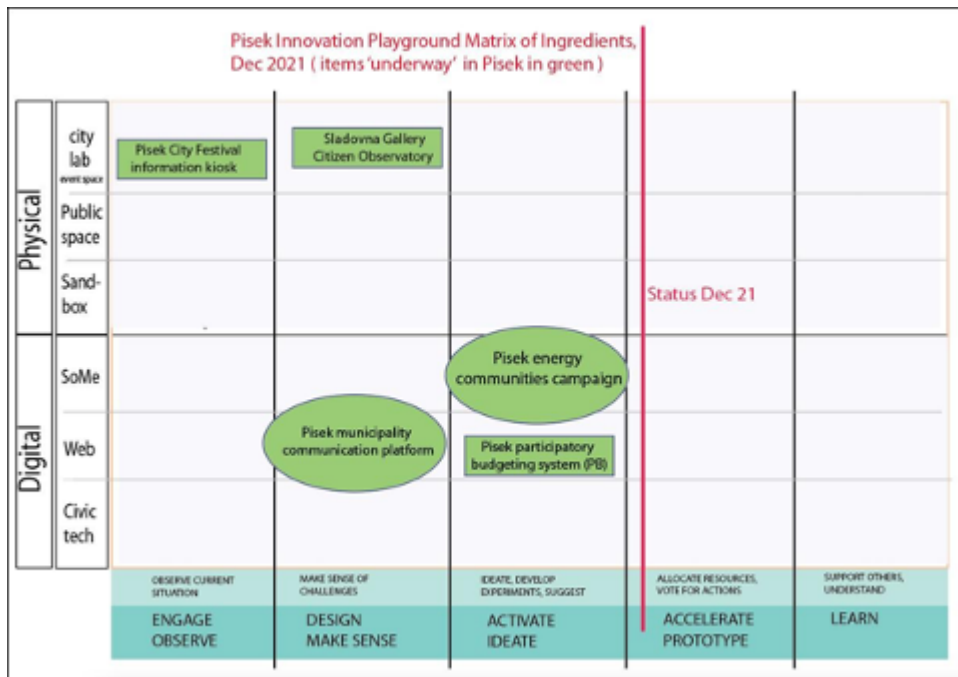 Pisek Innovation Playground Matrix of Ingredients,
Dec 2021 ( items 'underway' in Pisek in green )
Physical
city
lab
event space
Pisek City Festival
information kiosk
Sladovna Gallery
Citizen Observatory
Public
space
Sand-
box
Status Dec 21
Digital
SoMe
Pisek energy
communities campaign
Web
Pisek municipality
communication platform
Pisek participatory
budgeting system (PB)
Civic
tech
OBSERVE CURRENT
SITUATION
MAKE SENSE OF
CHALLENGES
IDEATE, DEVELOP
EXPERIMENTS, SUGGEST
ALLOCATE RESOURCES,
VOTE FOR ACTIONS
SUPPORT OTHERS,
UNDERSTAND
ENGAGE
OBSERVE
DESIGN
MAKE SENSE
ACTIVATE
IDEATE
ACCELERATE
PROTOTYPE
LEARN